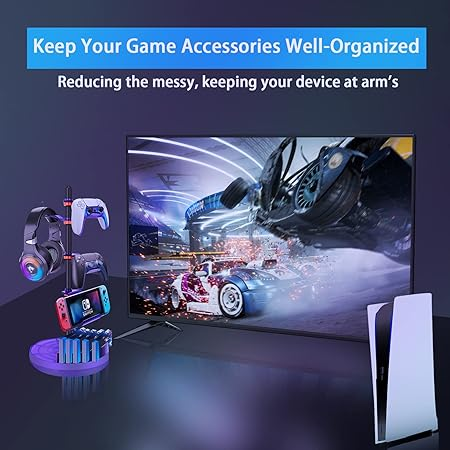 Keep Your Game Accessories Well-Organized
Reducing the messy, keeping your device at arm's